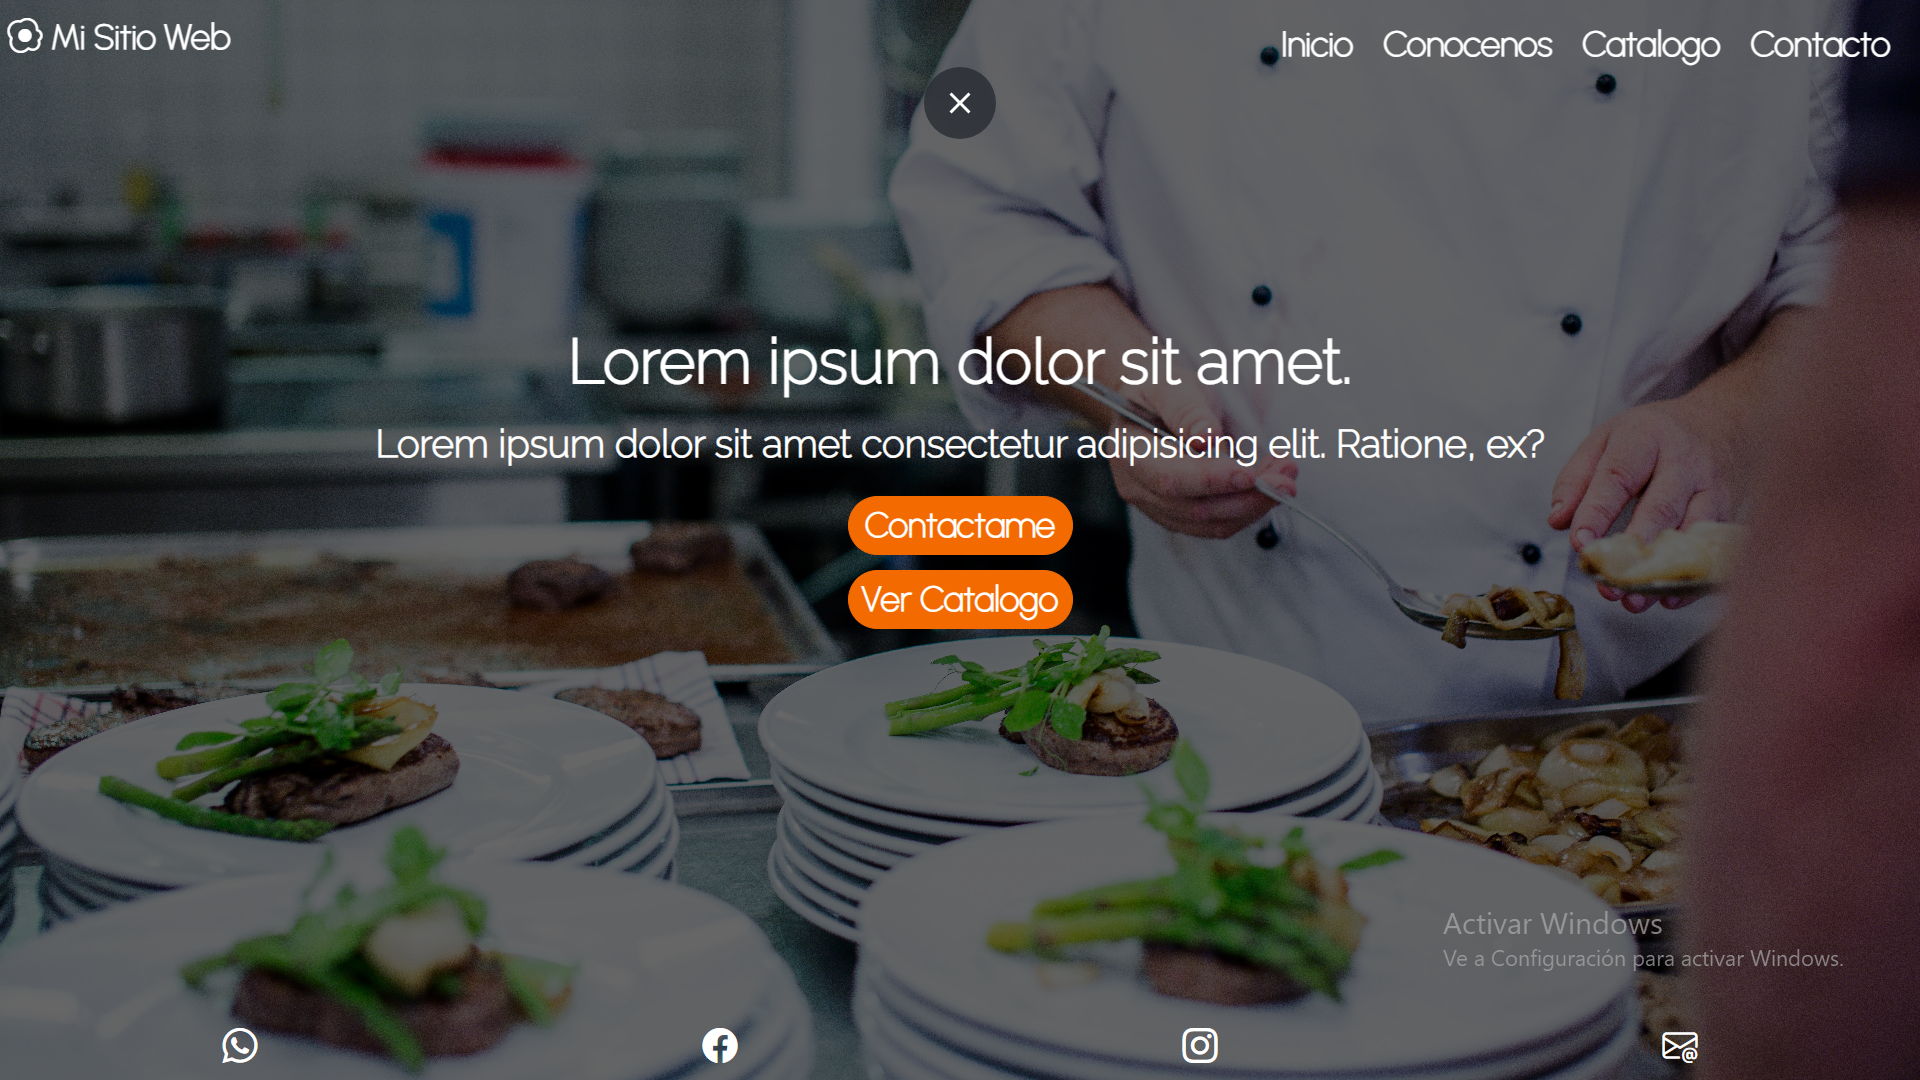 Mi Sitio Web
Inicio Conocenos Catalogo Contacto
Lorem ipsum dolor sit amet.
Lorem ipsum dolor sit amet consectetur adipisicing elit. Ratione, ex?
Contactame
Ver Catalogo
Activar Windows
Ve a Configuración para activar Windows.